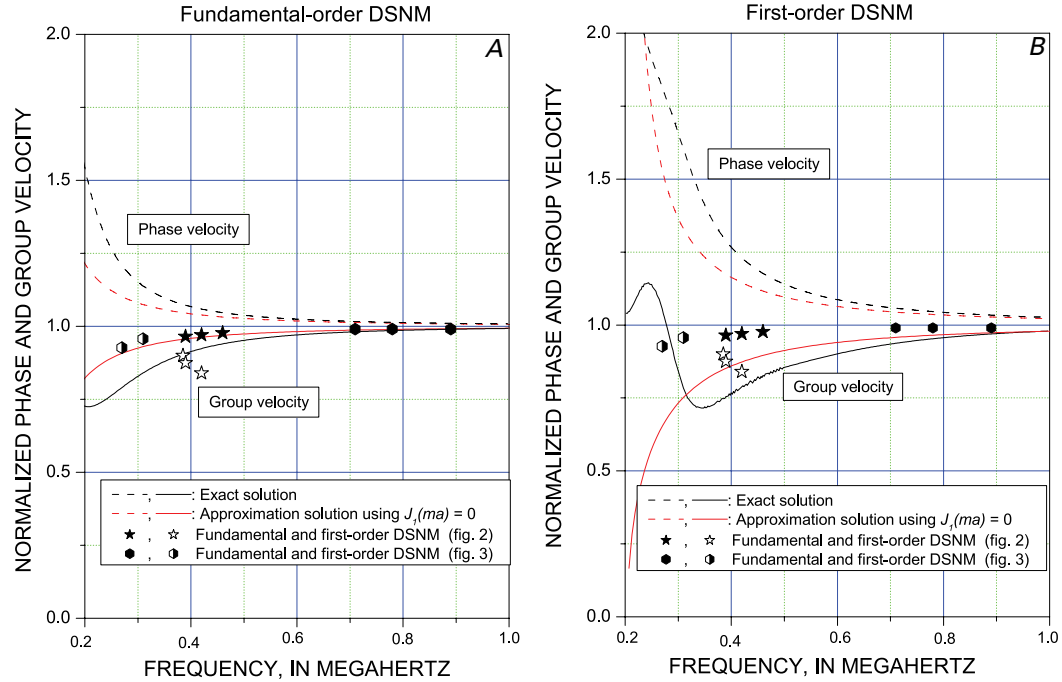 Fundamental-order DSNM
A
NORMALIZED PHASE AND GROUP VELOCITY
2.0
1.5
1.0
0.5
0.0
Phase velocity
Group velocity
- - -, - - -, ——: Exact solution
- - -, ——: Approximation solution using J₁(ma) = 0
★ , ☆ Fundamental and first-order DSNM (fig. 2)
⬢ , ◑ Fundamental and first-order DSNM (fig. 3)
0.2 0.4 0.6 0.8 1.0
FREQUENCY, IN MEGAHERTZ
First-order DSNM
B
NORMALIZED PHASE AND GROUP VELOCITY
2.0
1.5
1.0
0.5
0.0
Phase velocity
Group velocity
- - -, ——: Exact solution
- - -, ——: Approximation solution using J₁(ma) = 0
★ , ☆ Fundamental and first-order DSNM (fig. 2)
⬢ , ◑ Fundamental and first-order DSNM (fig. 3)
0.2 0.4 0.6 0.8 1.0
FREQUENCY, IN MEGAHERTZ